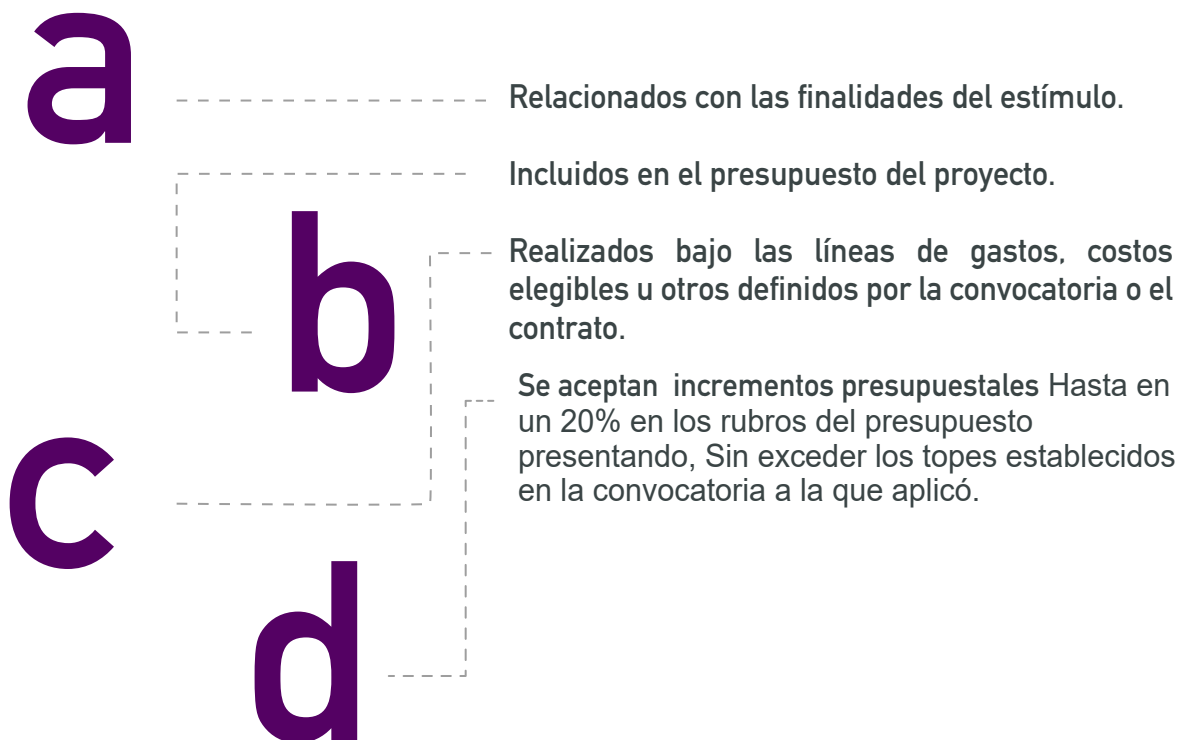 a
Relacionados con las finalidades del estímulo.
b
Incluidos en el presupuesto del proyecto.
c
Realizados bajo las líneas de gastos, costos
elegibles u otros definidos por la convocatoria o el
contrato.
d
Se aceptan incrementos presupuestales Hasta en
un 20% en los rubros del presupuesto
presentando, Sin exceder los topes establecidos
en la convocatoria a la que aplicó.